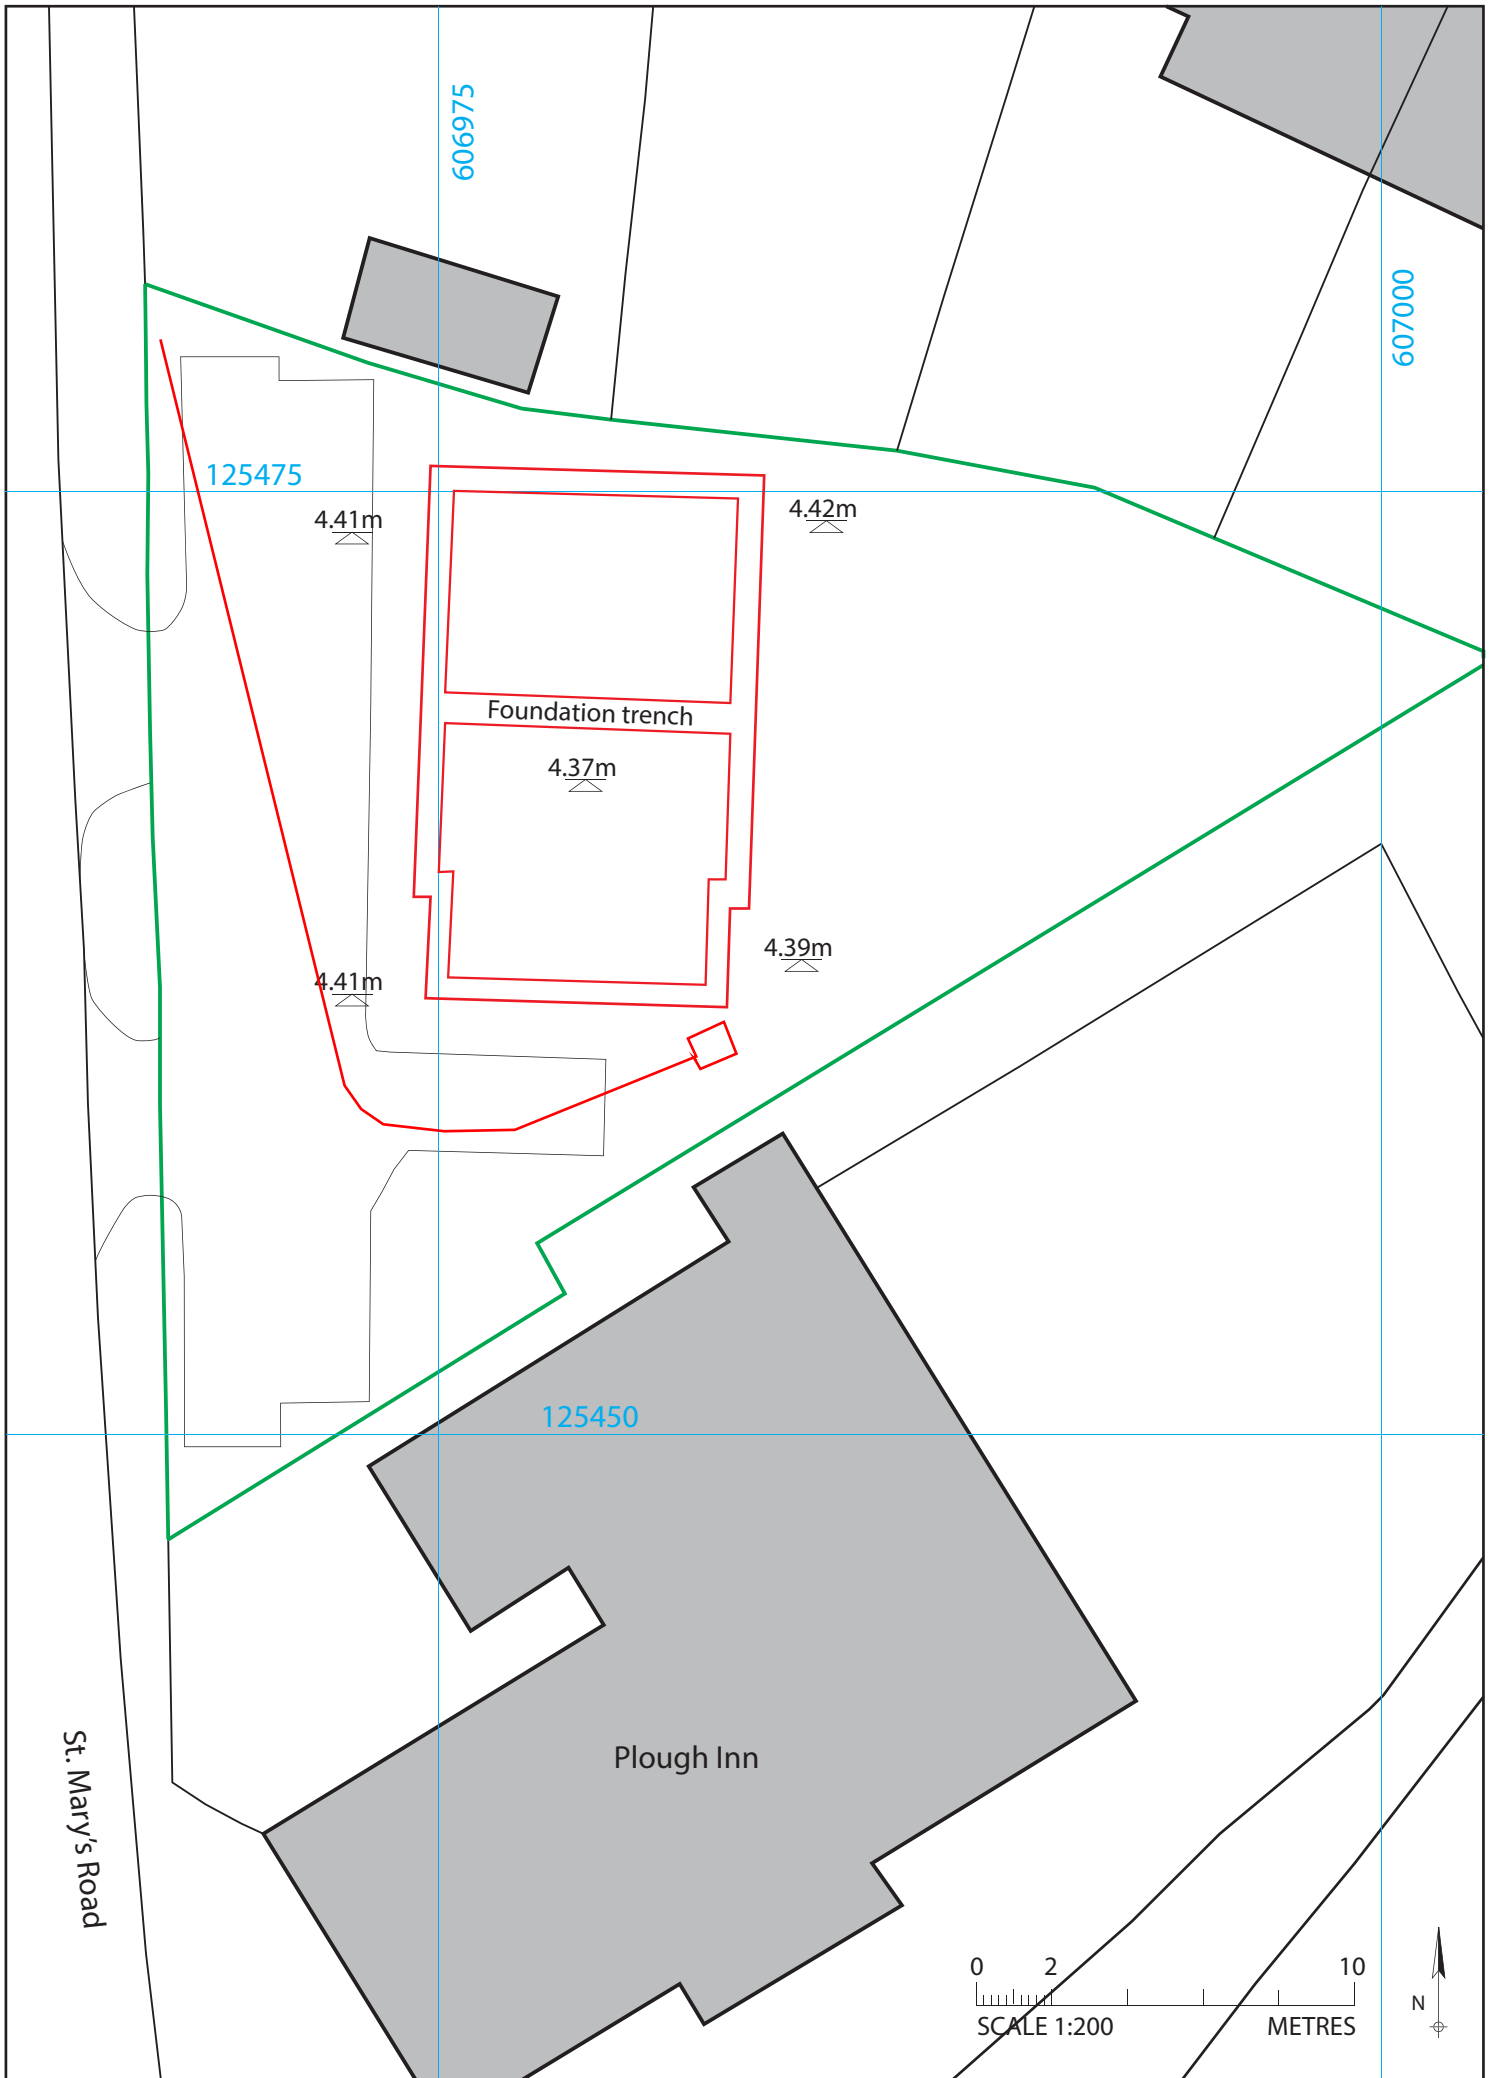 606975
607000
125475
4.41m
4.42m
Foundation trench
4.37m
4.39m
4.41m
125450
Plough Inn
St. Mary's Road
0 2 10
SCALE 1:200 METRES
N